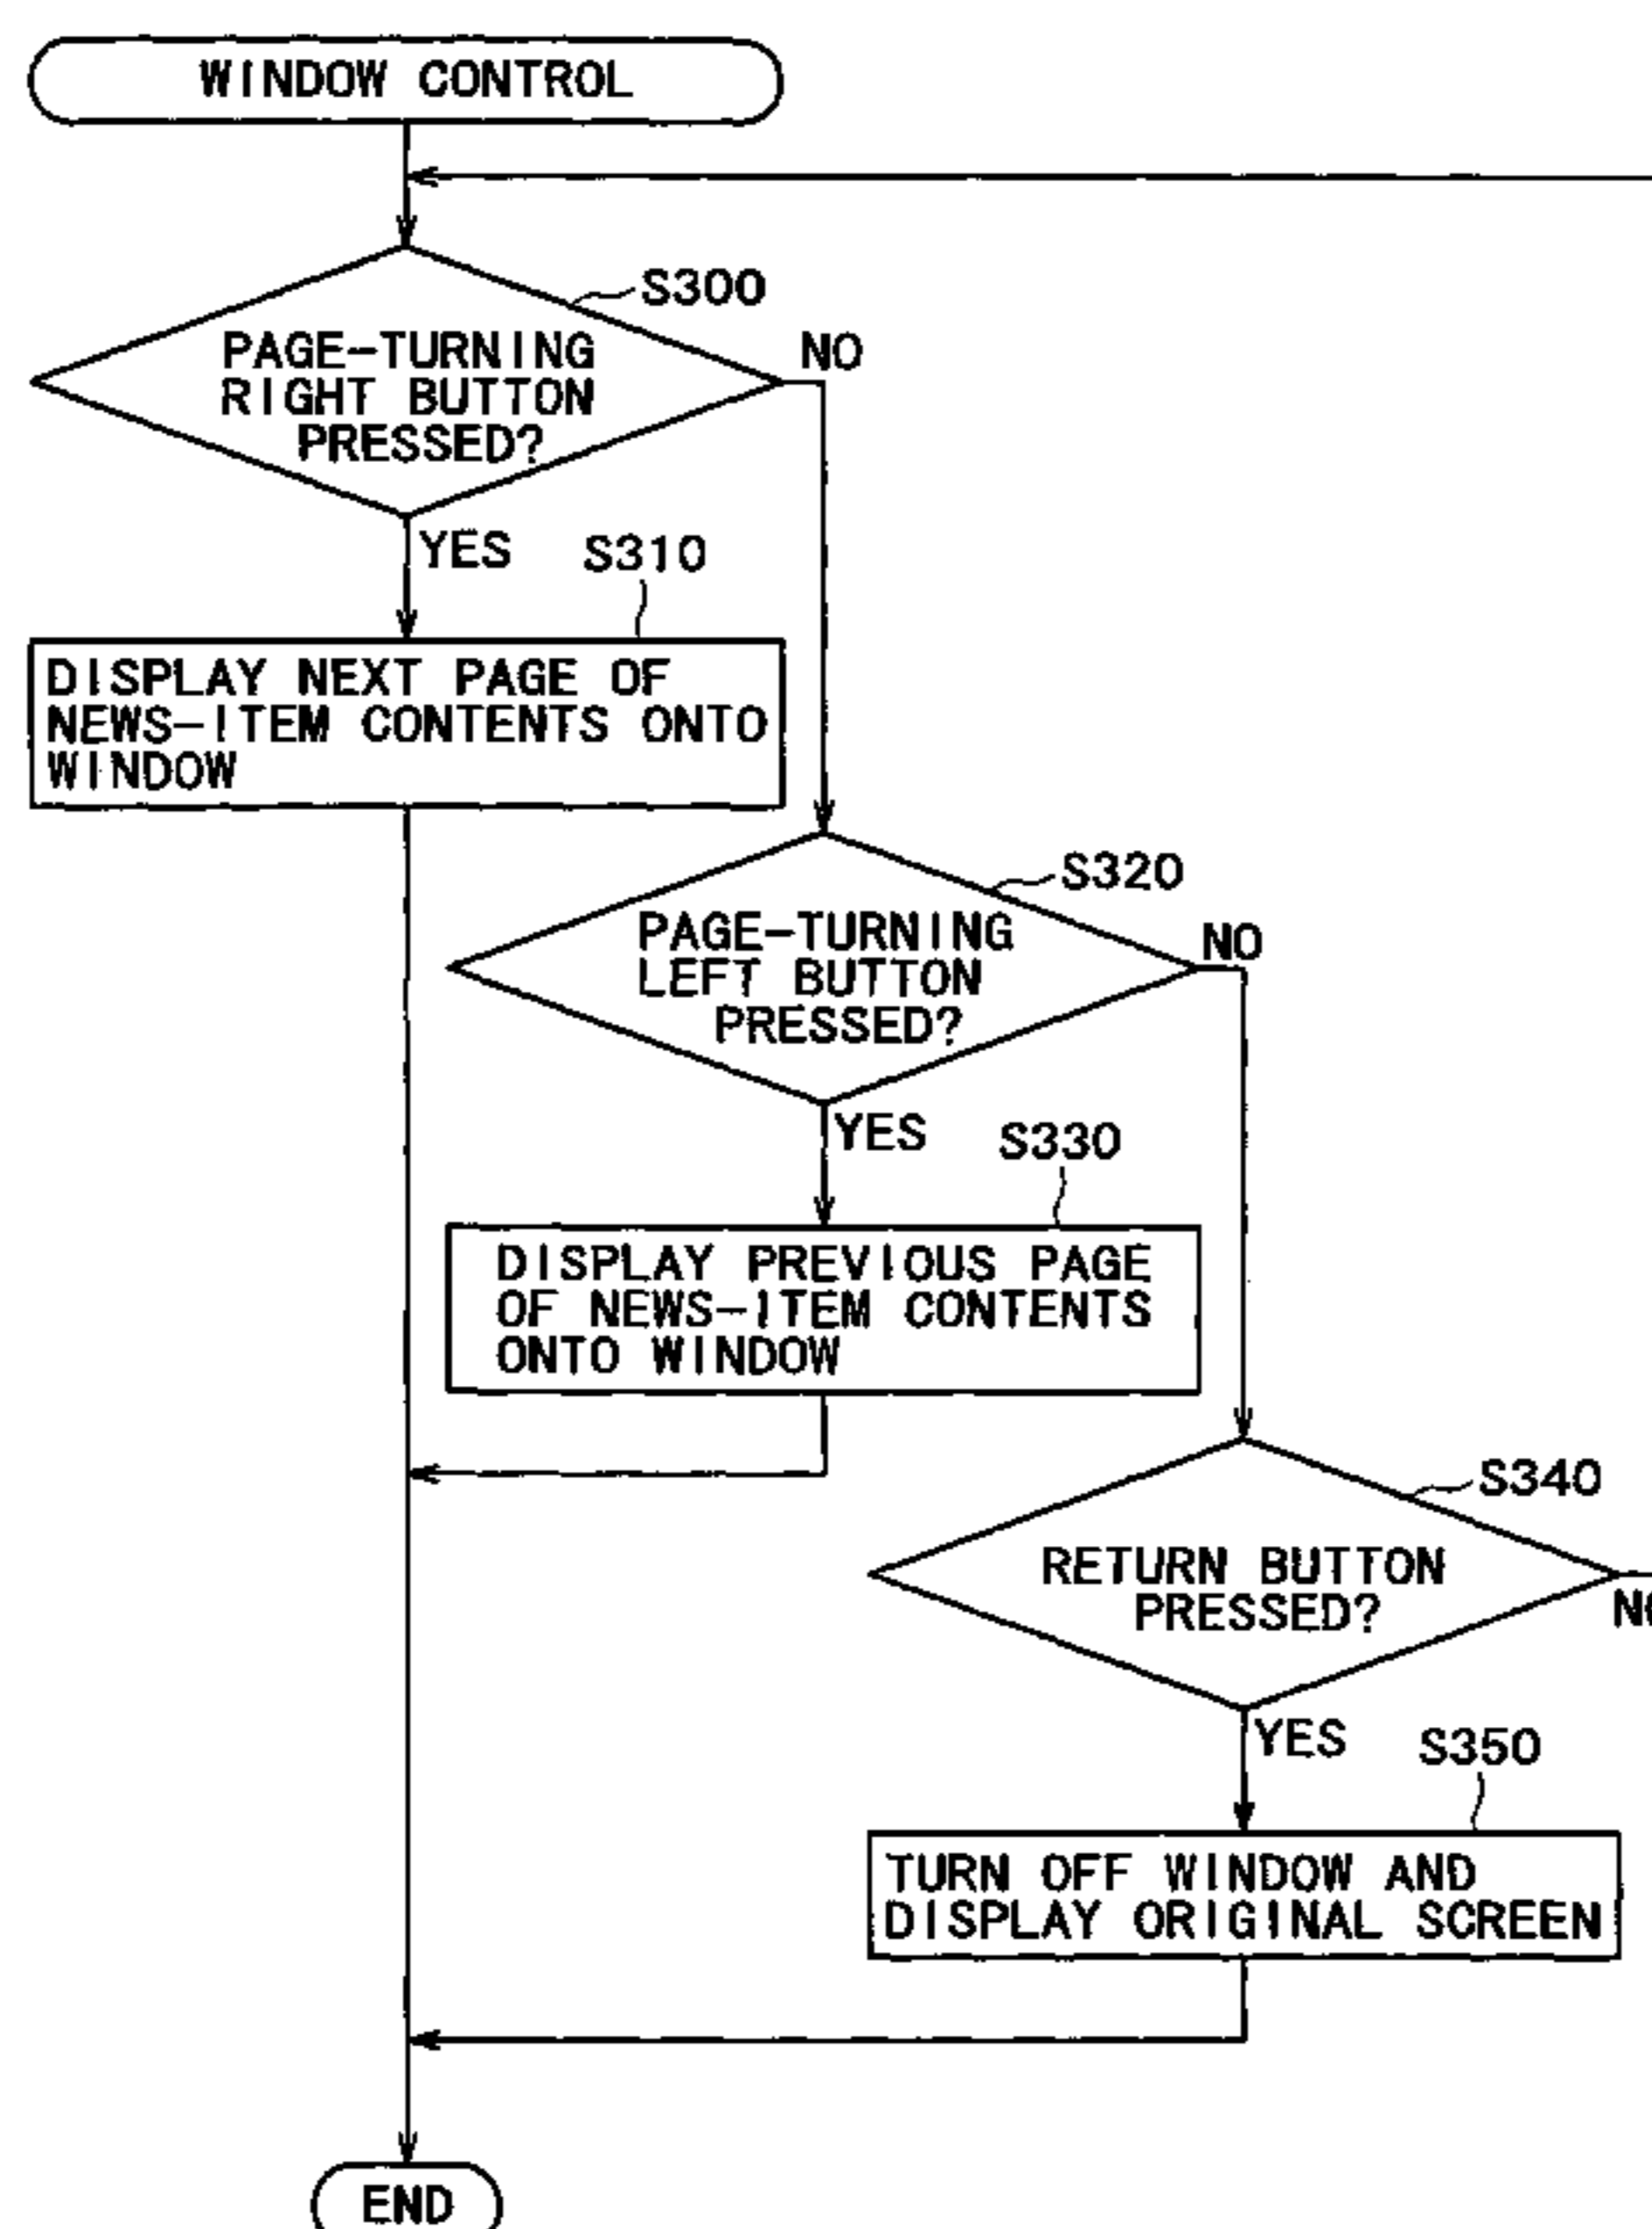 WINDOW CONTROL
S300
PAGE-TURNING
RIGHT BUTTON
PRESSED?
NO
YES
S310
DISPLAY NEXT PAGE OF
NEWS-ITEM CONTENTS ONTO
WINDOW
S320
PAGE-TURNING
LEFT BUTTON
PRESSED?
NO
YES
S330
DISPLAY PREVIOUS PAGE
OF NEWS-ITEM CONTENTS
ONTO WINDOW
S340
RETURN BUTTON
PRESSED?
YES
S350
TURN OFF WINDOW AND
DISPLAY ORIGINAL SCREEN
END